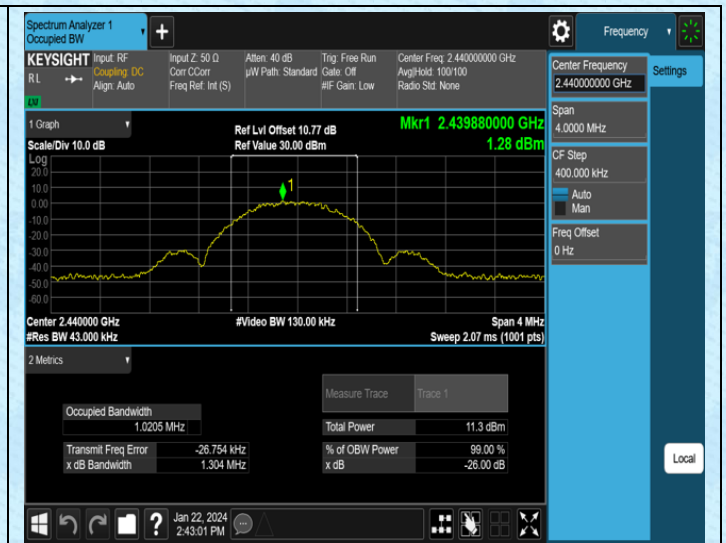 Spectrum Analyzer 1
Occupied BW
Frequency
KEYSIGHT
RL
LXI
Input: RF
Coupling: DC
Align: Auto
Input Z: 50 Ω
Corr CCorr
Freq Ref: Int (S)
Atten: 40 dB
µW Path: Standard
Trig: Free Run
Gate: Off
#IF Gain: Low
Center Freq: 2.440000000 GHz
Avg|Hold: 100/100
Radio Std: None
Center Frequency
2.440000000 GHz
Settings
Span
4.0000 MHz
CF Step
400.000 kHz
Auto
Man
Freq Offset
0 Hz
Local
1 Graph
Scale/Div 10.0 dB
Ref Lvl Offset 10.77 dB
Ref Value 30.00 dBm
Mkr1 2.439880000 GHz
1.28 dBm
Log
20.0
10.0
0.00
-10.0
-20.0
-30.0
-40.0
-50.0
-60.0
1
Center 2.440000 GHz
#Res BW 43.000 kHz
#Video BW 130.00 kHz
Span 4 MHz
Sweep 2.07 ms (1001 pts)
2 Metrics
Measure Trace
Trace 1
Occupied Bandwidth
1.0205 MHz
Total Power
11.3 dBm
Transmit Freq Error
-26.754 kHz
% of OBW Power
99.00 %
x dB Bandwidth
1.304 MHz
x dB
-26.00 dB
?
Jan 22, 2024
2:43:01 PM